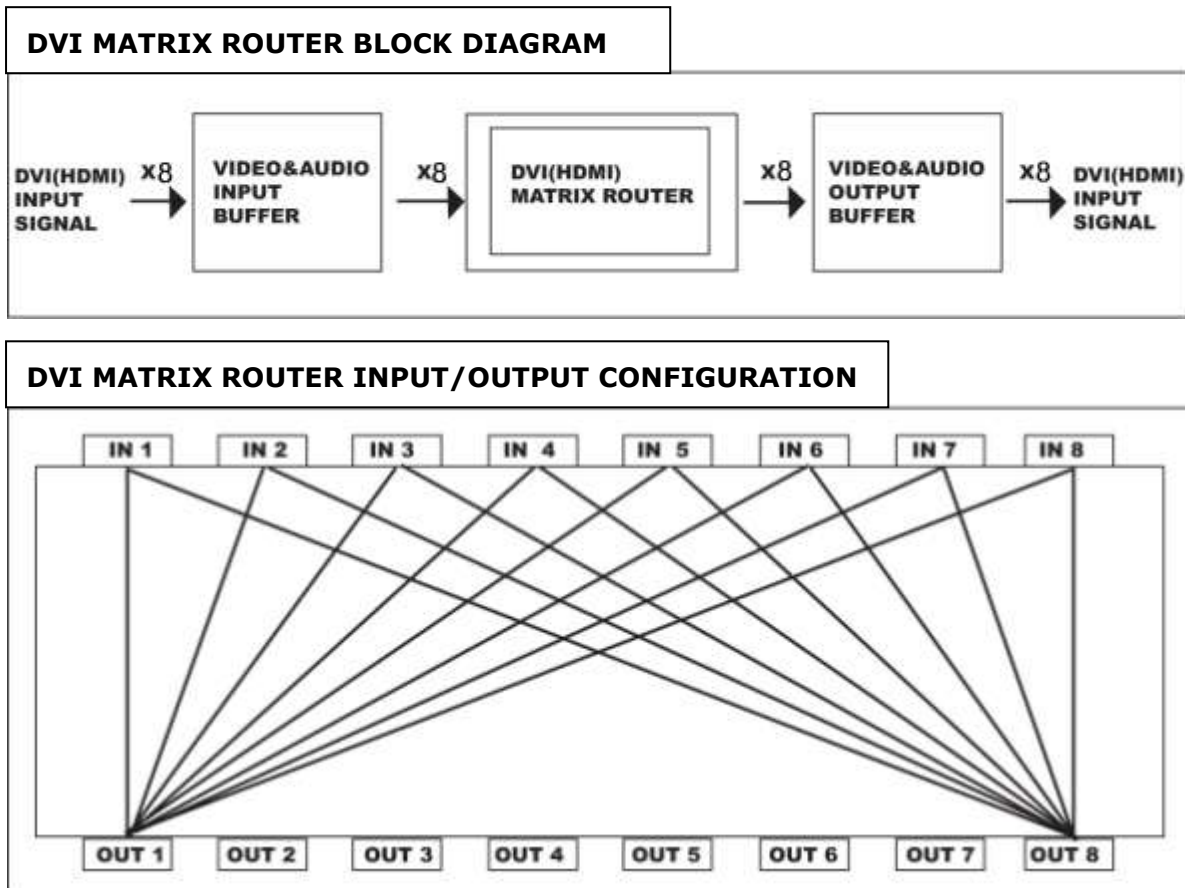 DVI MATRIX ROUTER BLOCK DIAGRAM
DVI(HDMI)
INPUT
SIGNAL
x8
VIDEO&AUDIO
INPUT
BUFFER
x8
DVI(HDMI)
MATRIX ROUTER
x8
VIDEO&AUDIO
OUTPUT
BUFFER
x8
DVI(HDMI)
INPUT
SIGNAL
DVI MATRIX ROUTER INPUT/OUTPUT CONFIGURATION
IN 1 IN 2 IN 3 IN 4 IN 5 IN 6 IN 7 IN 8
OUT 1 OUT 2 OUT 3 OUT 4 OUT 5 OUT 6 OUT 7 OUT 8